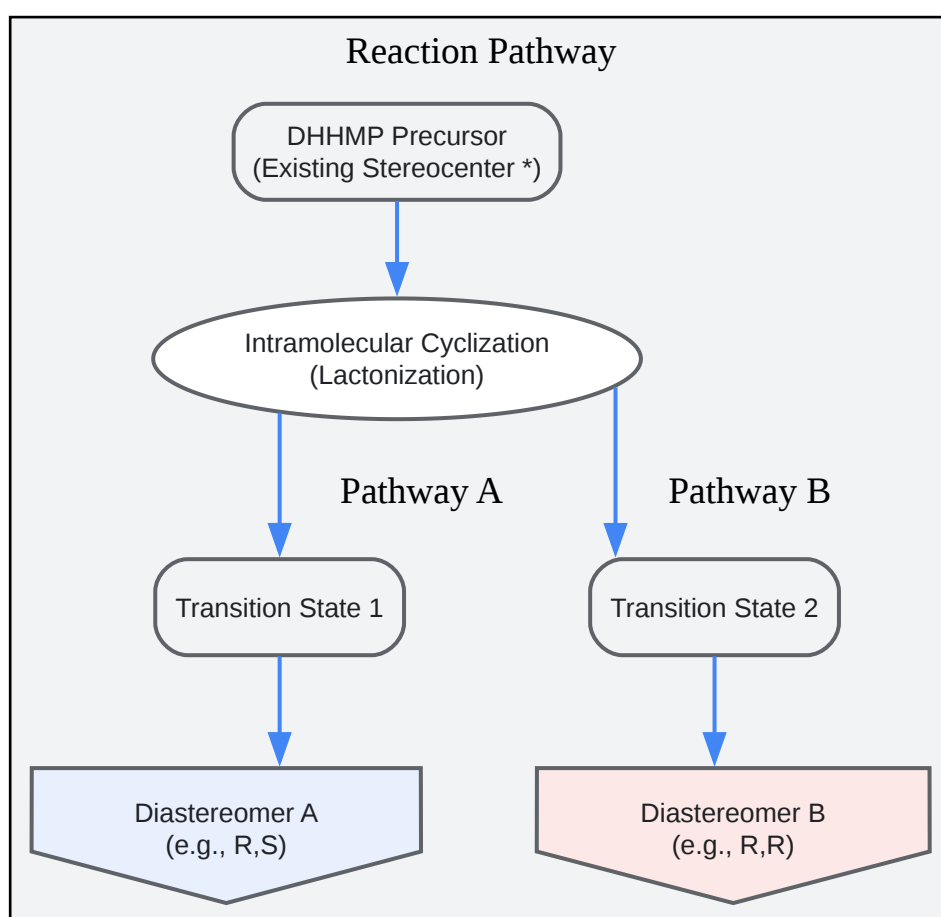 Reaction Pathway
DHHMP Precursor
(Existing Stereocenter *)
Intramolecular Cyclization
(Lactonization)
Pathway A
Pathway B
Transition State 1
Transition State 2
Diastereomer A
(e.g., R,S)
Diastereomer B
(e.g., R,R)